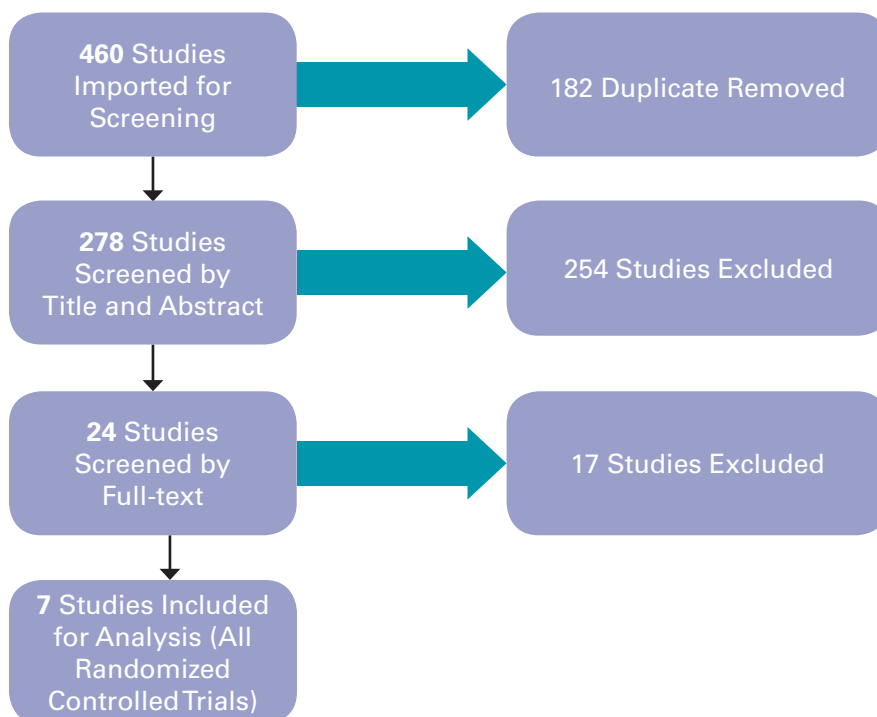 460 Studies
Imported for
Screening
182 Duplicate Removed
278 Studies
Screened by
Title and Abstract
254 Studies Excluded
24 Studies
Screened by
Full-text
17 Studies Excluded
7 Studies Included
for Analysis (All
Randomized
Controlled Trials)